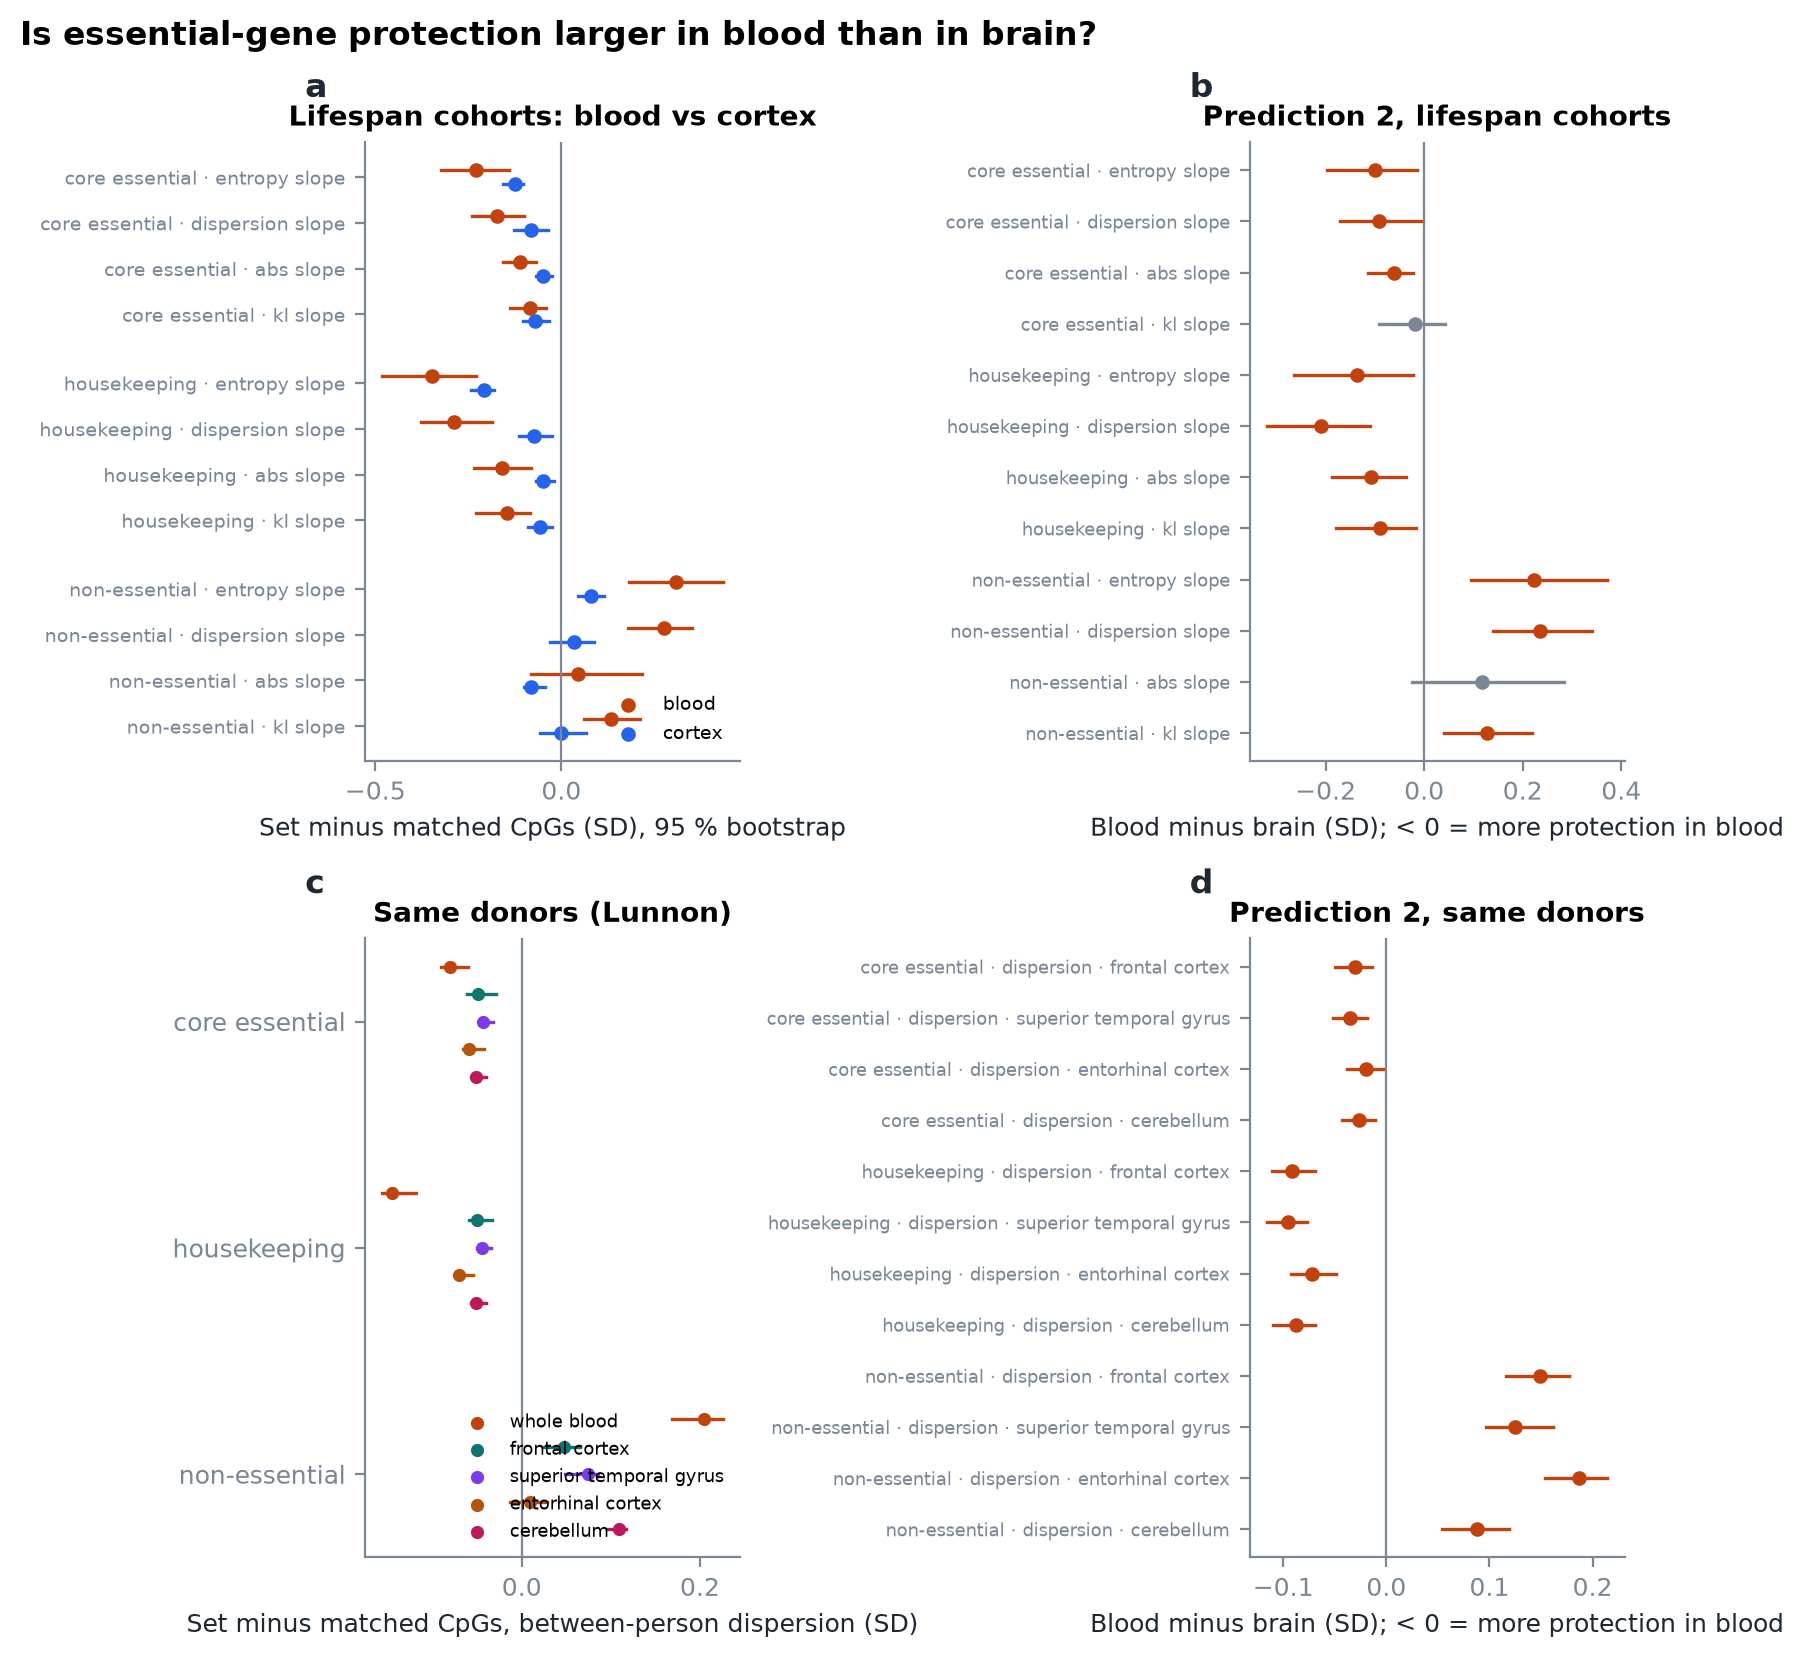 Is essential-gene protection larger in blood than in brain?
a
Lifespan cohorts: blood vs cortex
core essential · entropy slope
core essential · dispersion slope
core essential · abs slope
core essential · kl slope
housekeeping · entropy slope
housekeeping · dispersion slope
housekeeping · abs slope
housekeeping · kl slope
non-essential · entropy slope
non-essential · dispersion slope
non-essential · abs slope
non-essential · kl slope
blood
cortex
−0.5
0.0
Set minus matched CpGs (SD), 95 % bootstrap
b
Prediction 2, lifespan cohorts
core essential · entropy slope
core essential · dispersion slope
core essential · abs slope
core essential · kl slope
housekeeping · entropy slope
housekeeping · dispersion slope
housekeeping · abs slope
housekeeping · kl slope
non-essential · entropy slope
non-essential · dispersion slope
non-essential · abs slope
non-essential · kl slope
−0.2
0.0
0.2
0.4
Blood minus brain (SD); < 0 = more protection in blood
c
Same donors (Lunnon)
core essential
housekeeping
non-essential
whole blood
frontal cortex
superior temporal gyrus
entorhinal cortex
cerebellum
0.0
0.2
Set minus matched CpGs, between-person dispersion (SD)
d
Prediction 2, same donors
core essential · dispersion · frontal cortex
core essential · dispersion · superior temporal gyrus
core essential · dispersion · entorhinal cortex
core essential · dispersion · cerebellum
housekeeping · dispersion · frontal cortex
housekeeping · dispersion · superior temporal gyrus
housekeeping · dispersion · entorhinal cortex
housekeeping · dispersion · cerebellum
non-essential · dispersion · frontal cortex
non-essential · dispersion · superior temporal gyrus
non-essential · dispersion · entorhinal cortex
non-essential · dispersion · cerebellum
−0.1
0.0
0.1
0.2
Blood minus brain (SD); < 0 = more protection in blood